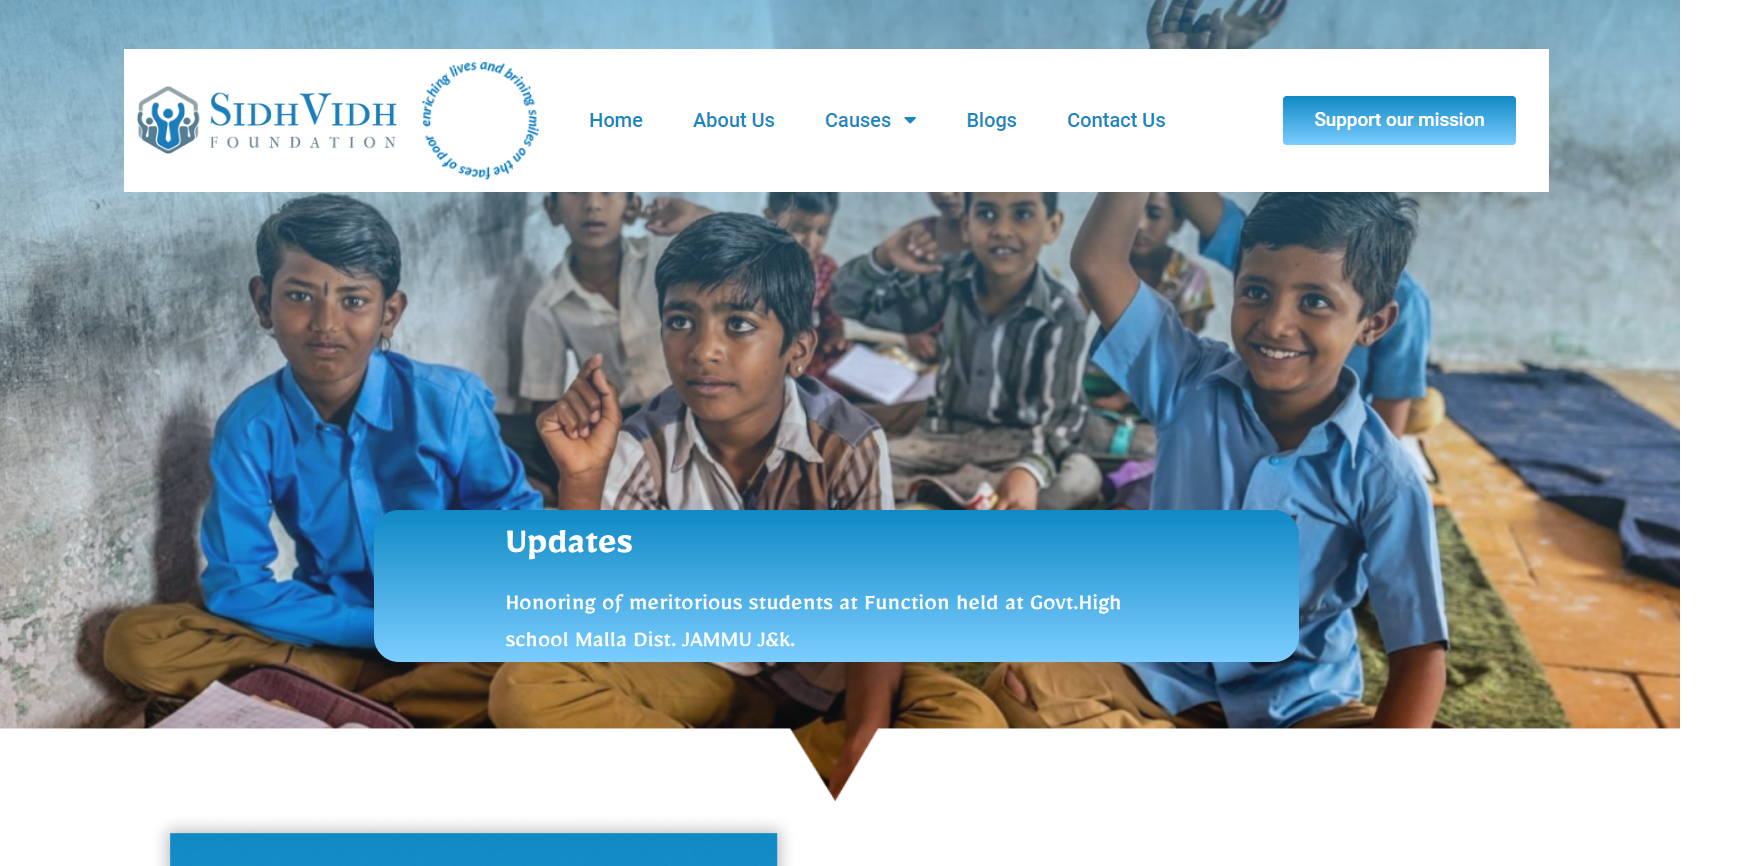 SIDHVIDH
FOUNDATION
enriching lives and brining smiles on the faces of poor
Home
About Us
Causes
Blogs
Contact Us
Support our mission
Updates
Honoring of meritorious students at Function held at Govt.High
school Malla Dist. JAMMU J&k.